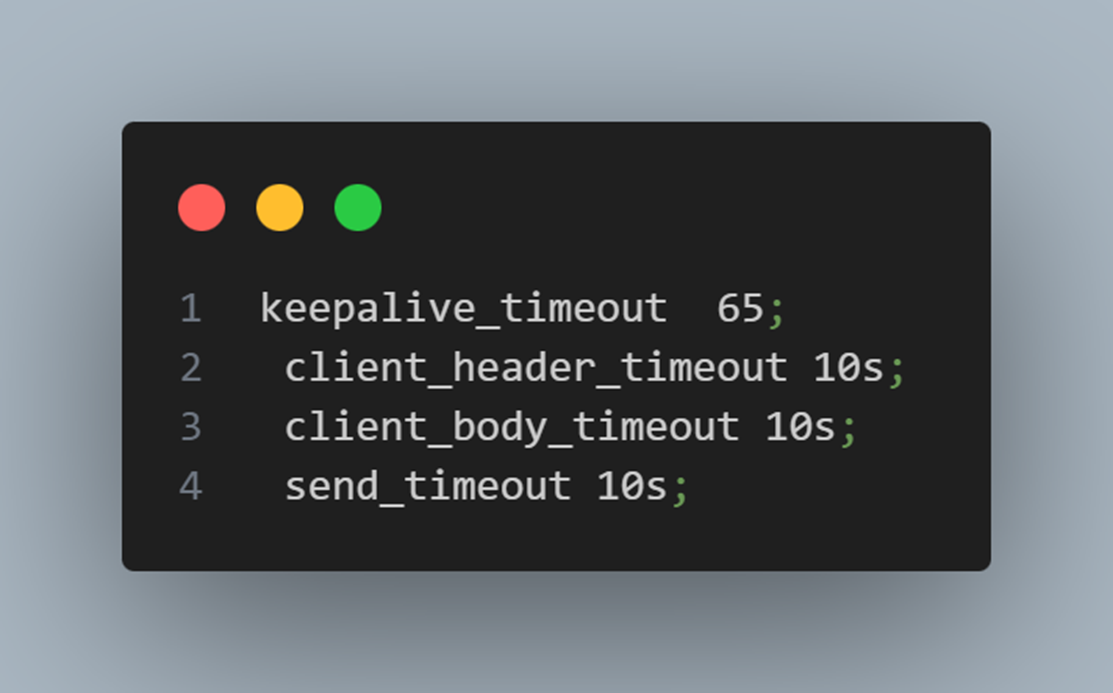 1 keepalive_timeout  65;
2  client_header_timeout 10s;
3  client_body_timeout 10s;
4  send_timeout 10s;